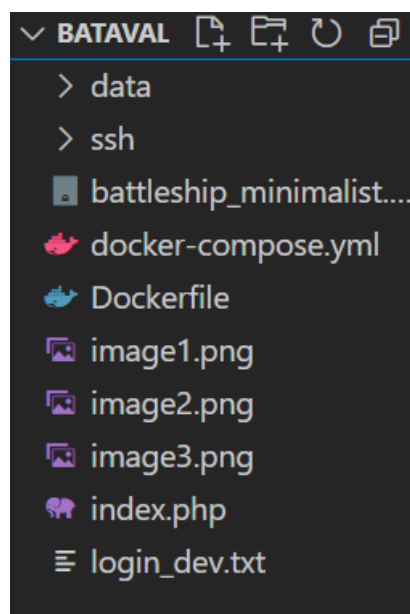 BATAVAL
data
ssh
battleship_minimalist....
docker-compose.yml
Dockerfile
image1.png
image2.png
image3.png
index.php
login_dev.txt